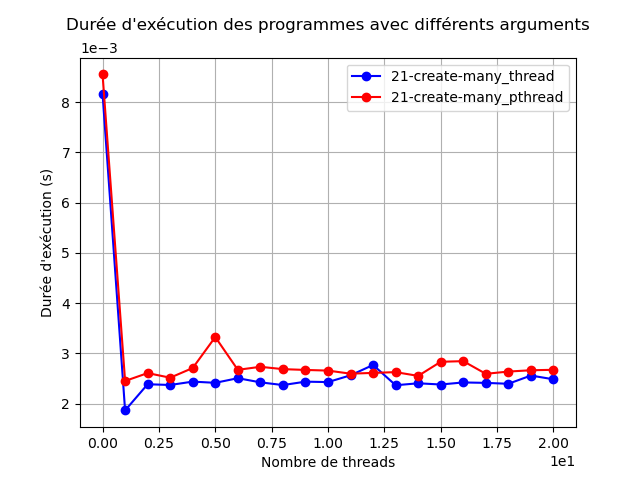 Durée d'exécution des programmes avec différents arguments
1e−3
21-create-many_thread
21-create-many_pthread
8
7
6
5
4
3
2
Durée d'exécution (s)
0.00 0.25 0.50 0.75 1.00 1.25 1.50 1.75 2.00
Nombre de threads
1e1